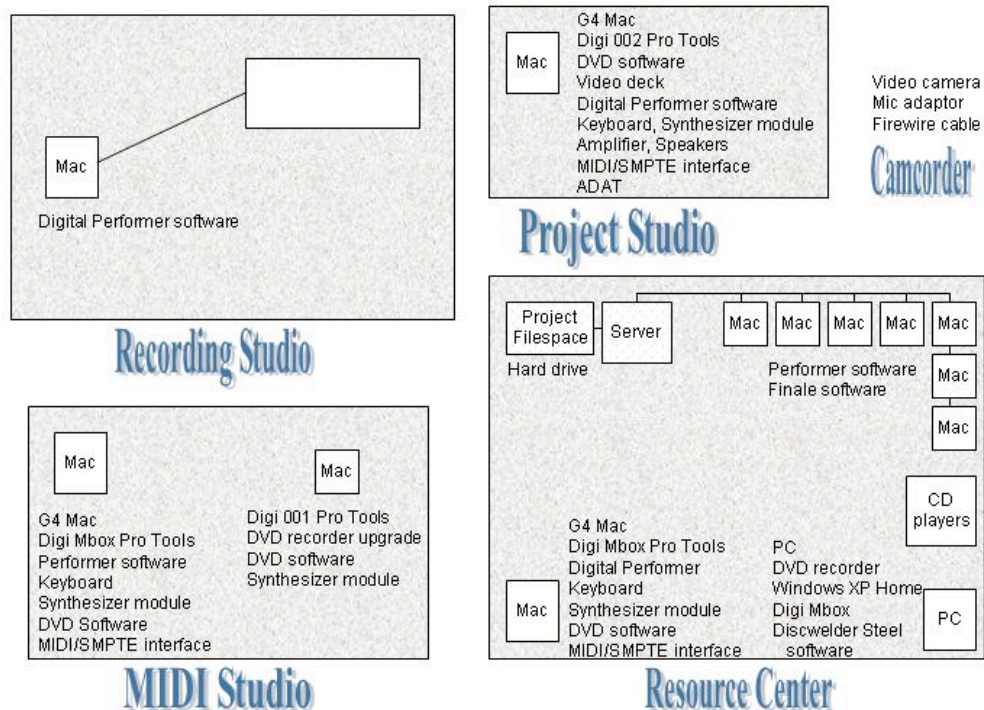 Mac
Digital Performer software
Recording Studio
Mac
G4 Mac
Digi 002 Pro Tools
DVD software
Video deck
Digital Performer software
Keyboard, Synthesizer module
Amplifier, Speakers
MIDI/SMPTE interface
ADAT
Project Studio
Video camera
Mic adaptor
Firewire cable
Camcorder
Mac
G4 Mac
Digi Mbox Pro Tools
Performer software
Keyboard
Synthesizer module
DVD Software
MIDI/SMPTE interface
Mac
Digi 001 Pro Tools
DVD recorder upgrade
DVD software
Synthesizer module
MIDI Studio
Project
Filespace
Hard drive
Server
Mac
Mac
Mac
Mac
Mac
Mac
Mac
Performer software
Finale software
CD
players
Mac
G4 Mac
Digi Mbox Pro Tools
Digital Performer
Keyboard
Synthesizer module
DVD software
MIDI/SMPTE interface
PC
DVD recorder
Windows XP Home
Digi Mbox
Discwelder Steel
software
PC
Resource Center